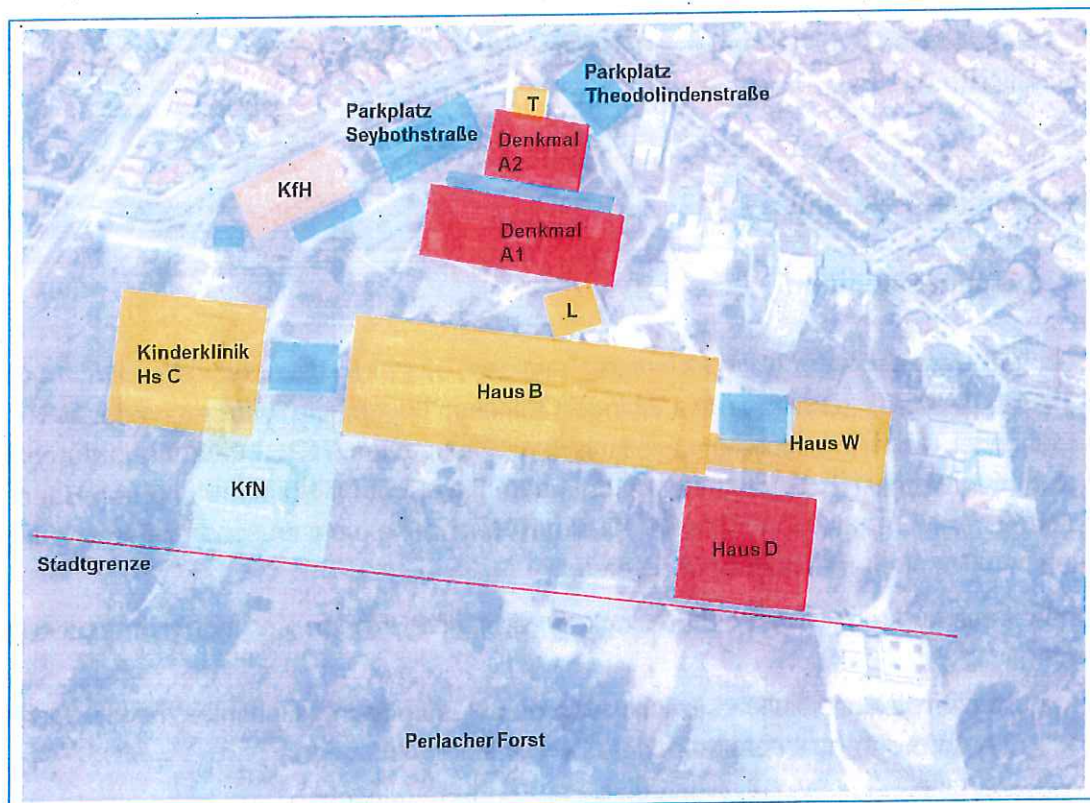 Parkplatz
Theodolindenstraße
Parkplatz
Seybothstraße
T
Denkmal
A2
KfH
Denkmal
A1
L
Kinderklinik
Hs C
Haus B
Haus W
KfN
Haus D
Stadtgrenze
Perlacher Forst